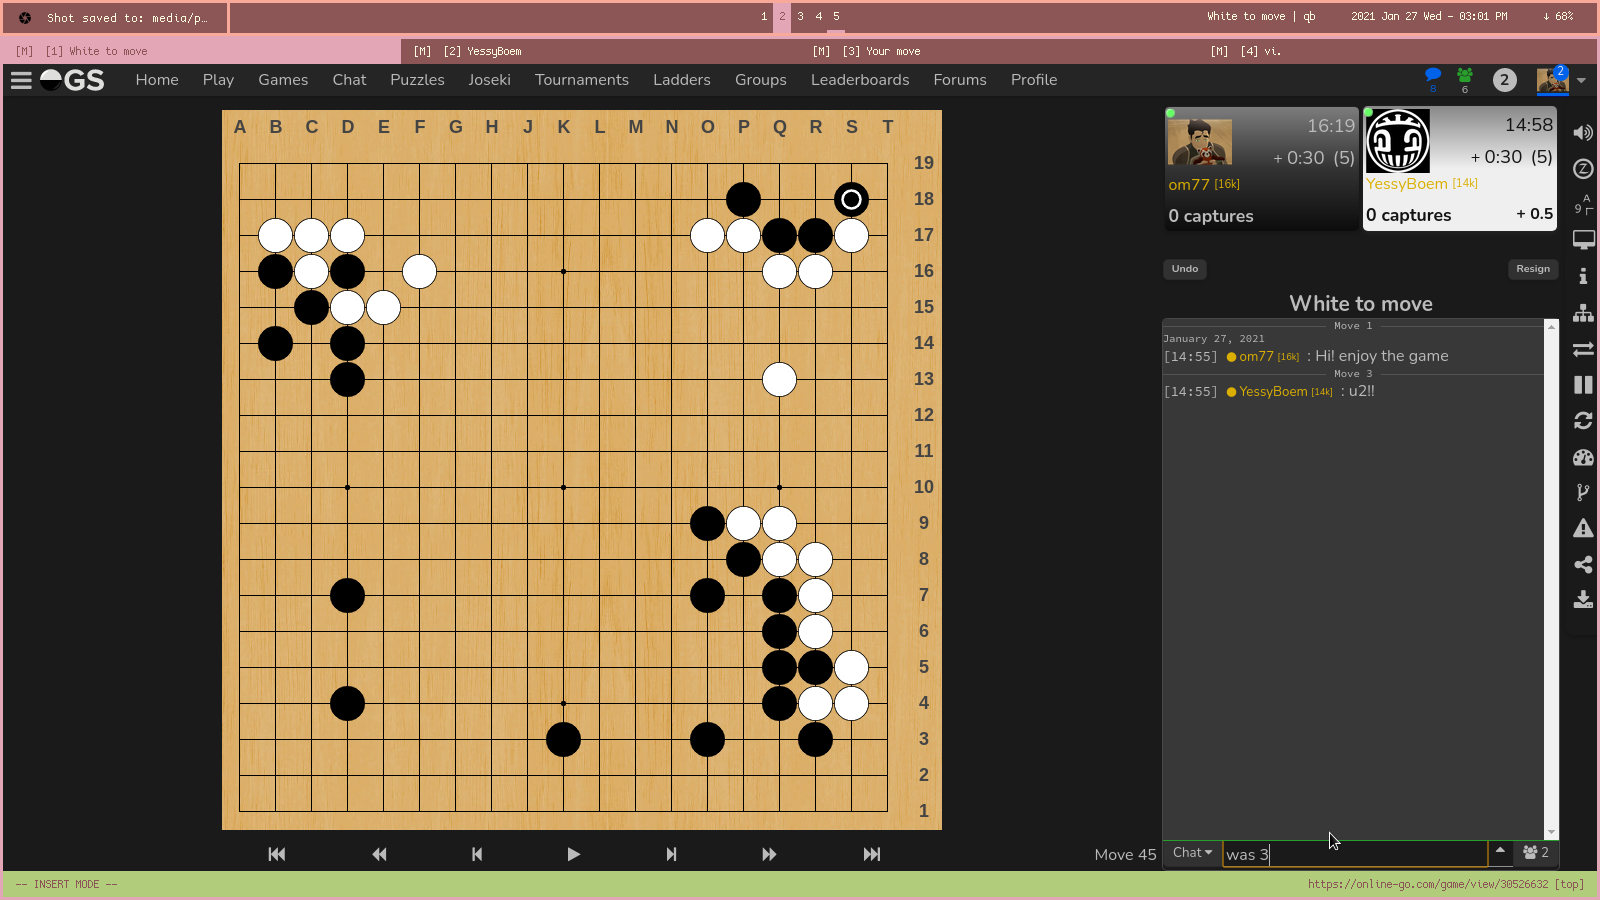 Shot saved to: media/p… 1 2 3 4 5 White to move | qb 2021 Jan 27 Wed - 03:01 PM ↓ 68%
[M] [1] White to move [M] [2] YessyBoem [M] [3] Your move [M] [4] vi.
OGS Home Play Games Chat Puzzles Joseki Tournaments Ladders Groups Leaderboards Forums Profile 8 6 2 2
A B C D E F G H J K L M N O P Q R S T
19
18
17
16
15
14
13
12
11
10
9
8
7
6
5
4
3
2
1
16:19
+ 0:30 (5)
om77 [16k]
0 captures
14:58
+ 0:30 (5)
YessyBoem [14k]
0 captures + 0.5
Z
A
9
Undo Resign
White to move
Move 1
January 27, 2021
[14:55] om77 [16k] : Hi! enjoy the game
Move 3
[14:55] YessyBoem [14k] : u2!!
Move 45 Chat was 3 2
-- INSERT MODE -- https://online-go.com/game/view/30526632 [top]